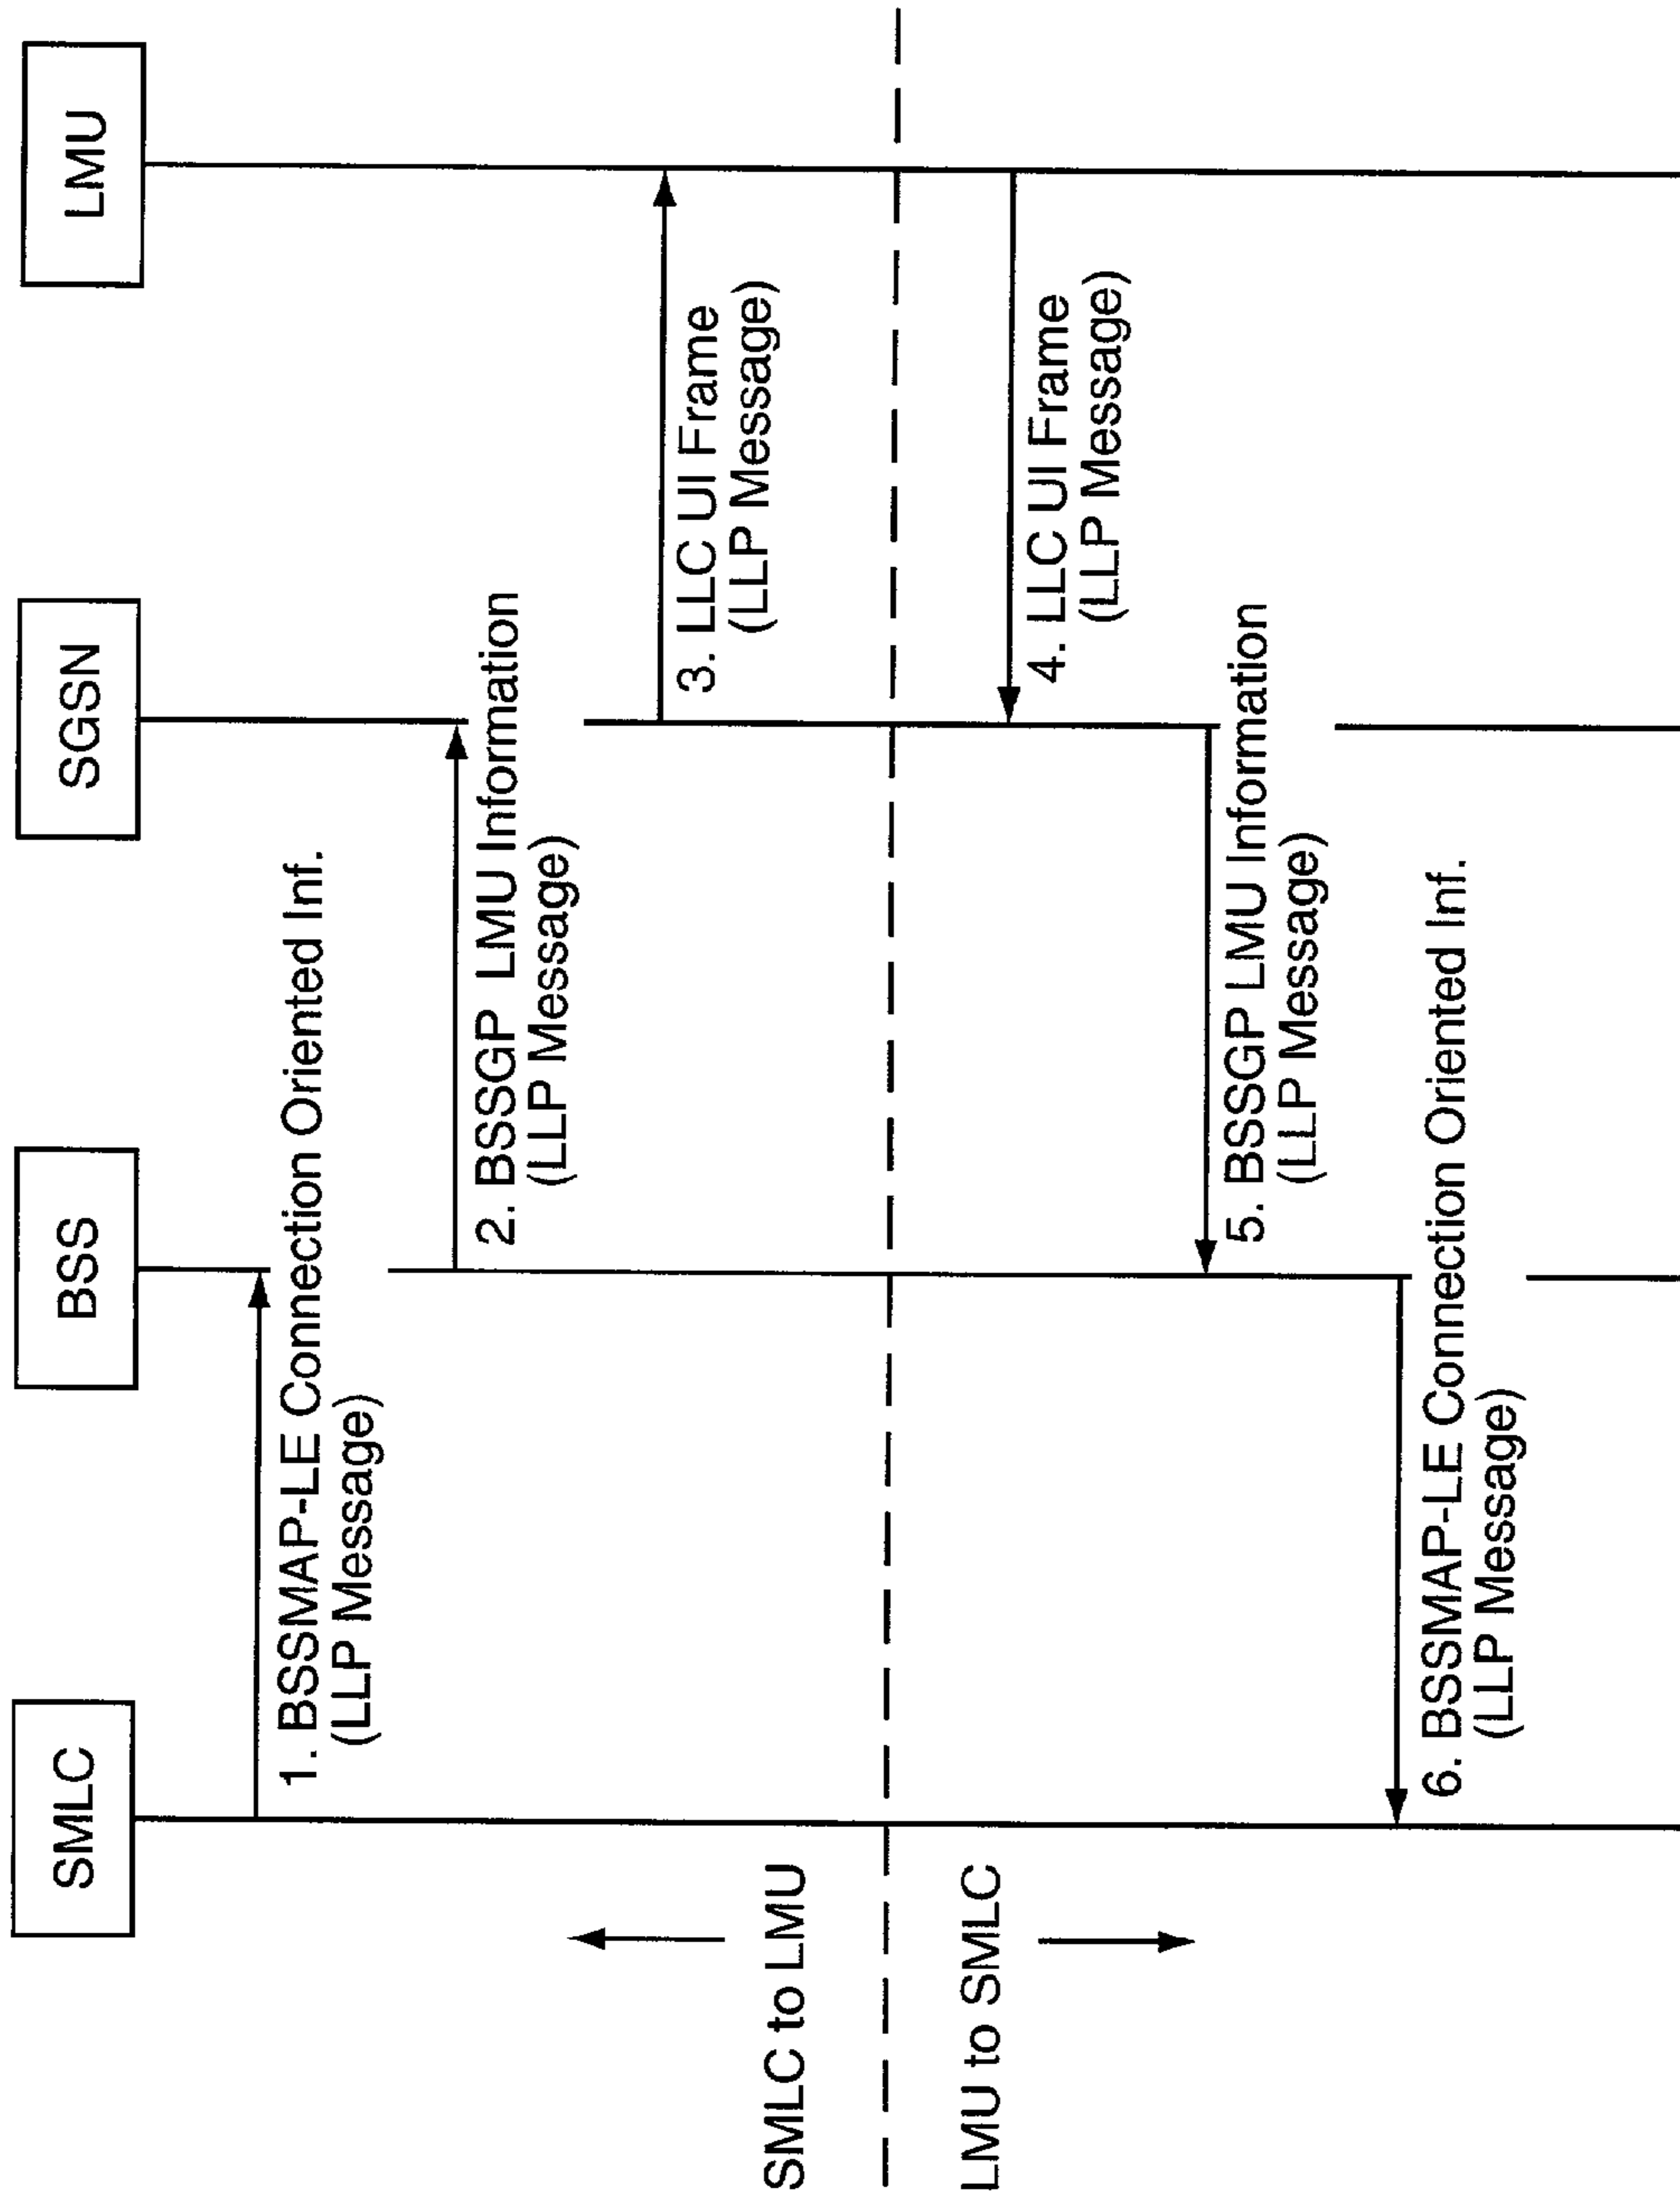 SMLC
BSS
SGSN
LMU
1. BSSMAP-LE Connection Oriented Inf.
(LLP Message)
2. BSSGP LMU Information
(LLP Message)
3. LLC UI Frame
(LLP Message)
SMLC to LMU
LMU to SMLC
4. LLC UI Frame
(LLP Message)
5. BSSGP LMU Information
(LLP Message)
6. BSSMAP-LE Connection Oriented Inf.
(LLP Message)